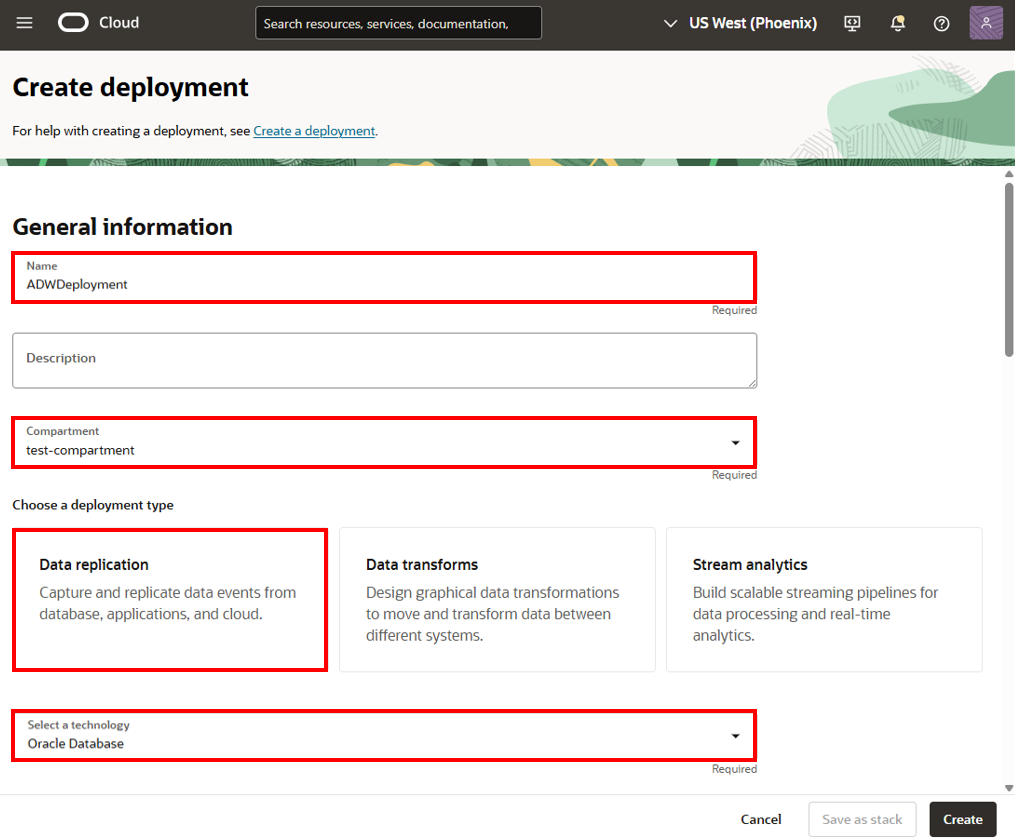 Cloud
Search resources, services, documentation,
US West (Phoenix)
Create deployment
For help with creating a deployment, see Create a deployment.
General information
Name
ADWDeployment
Required
Description
Compartment
test-compartment
Required
Choose a deployment type
Data replication
Capture and replicate data events from
database, applications, and cloud.
Data transforms
Design graphical data transformations
to move and transform data between
different systems.
Stream analytics
Build scalable streaming pipelines for
data processing and real-time
analytics.
Select a technology
Oracle Database
Required
Cancel
Save as stack
Create